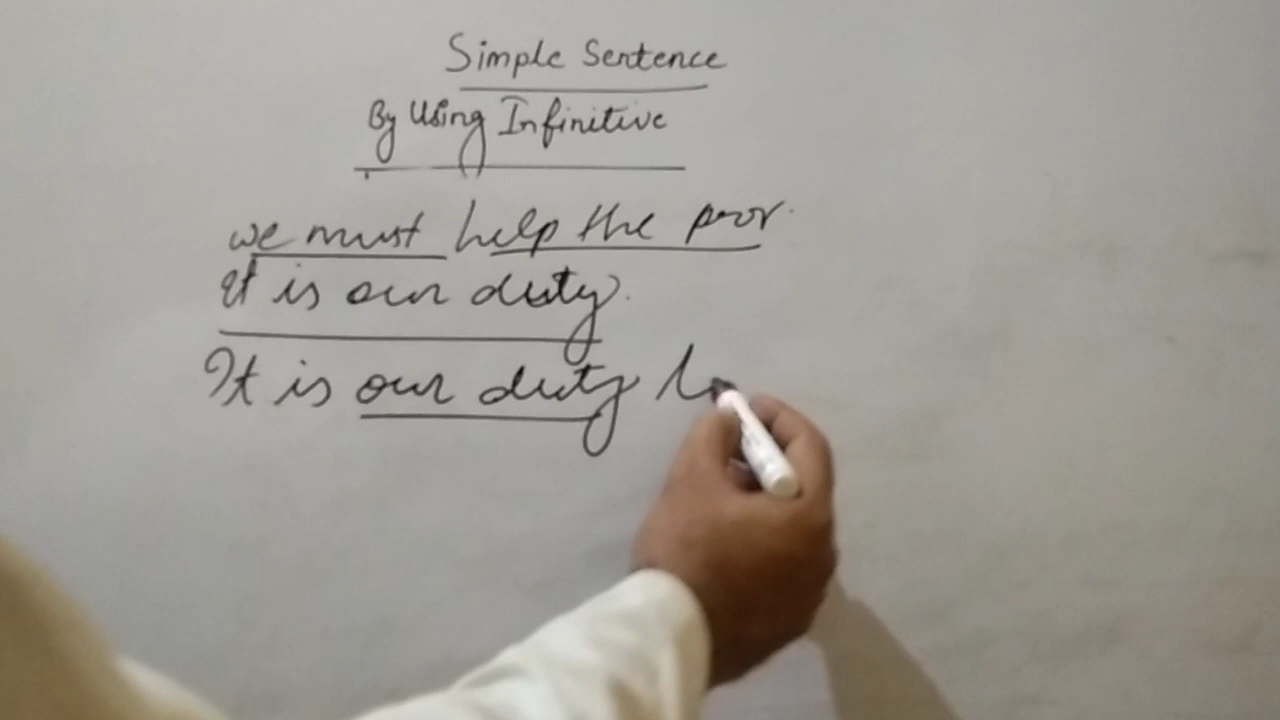 Simple Sentence
By Using Infinitive
we must help the poor.
It is our duty.
It is our duty